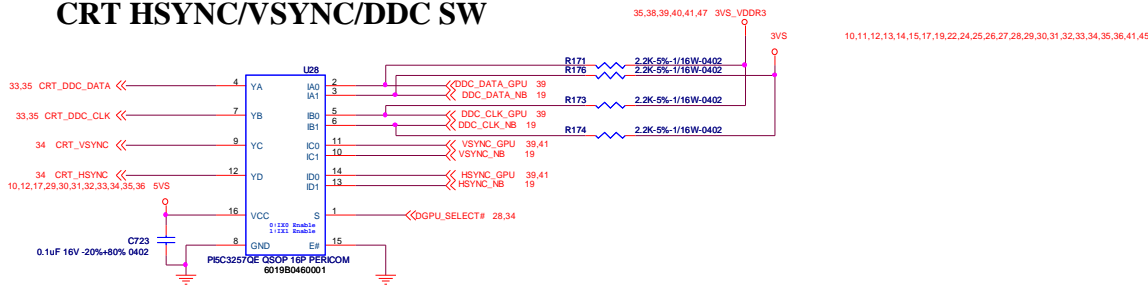 CRT HSYNC/VSYNC/DDC SW
35,38,39,40,41,47 3VS_VDDR3
3VS
10,11,12,13,14,15,17,19,22,24,25,26,27,28,29,30,31,32,33,34,35,36,41,45
R171 2.2K-5%-1/16W-0402
R176 2.2K-5%-1/16W-0402
U28
33,35 CRT_DDC_DATA 4 YA IA0 2 DDC_DATA_GPU 39
IA1 3 DDC_DATA_NB 19
R173 2.2K-5%-1/16W-0402
33,35 CRT_DDC_CLK 7 YB IB0 5 DDC_CLK_GPU 39
IB1 6 DDC_CLK_NB 19
R174 2.2K-5%-1/16W-0402
34 CRT_VSYNC 9 YC IC0 11 VSYNC_GPU 39,41
IC1 10 VSYNC_NB 19
34 CRT_HSYNC 12 YD ID0 14 HSYNC_GPU 39,41
10,12,17,29,30,31,32,33,34,35,36 5VS ID1 13 HSYNC_NB 19
16 VCC S 1 DGPU_SELECT# 28,34
0:IX0 Enable
1:IX1 Enable
C723
0.1uF 16V -20%+80% 0402
8 GND E# 15
PI5C3257QE QSOP 16P PERICOM
6019B0460001